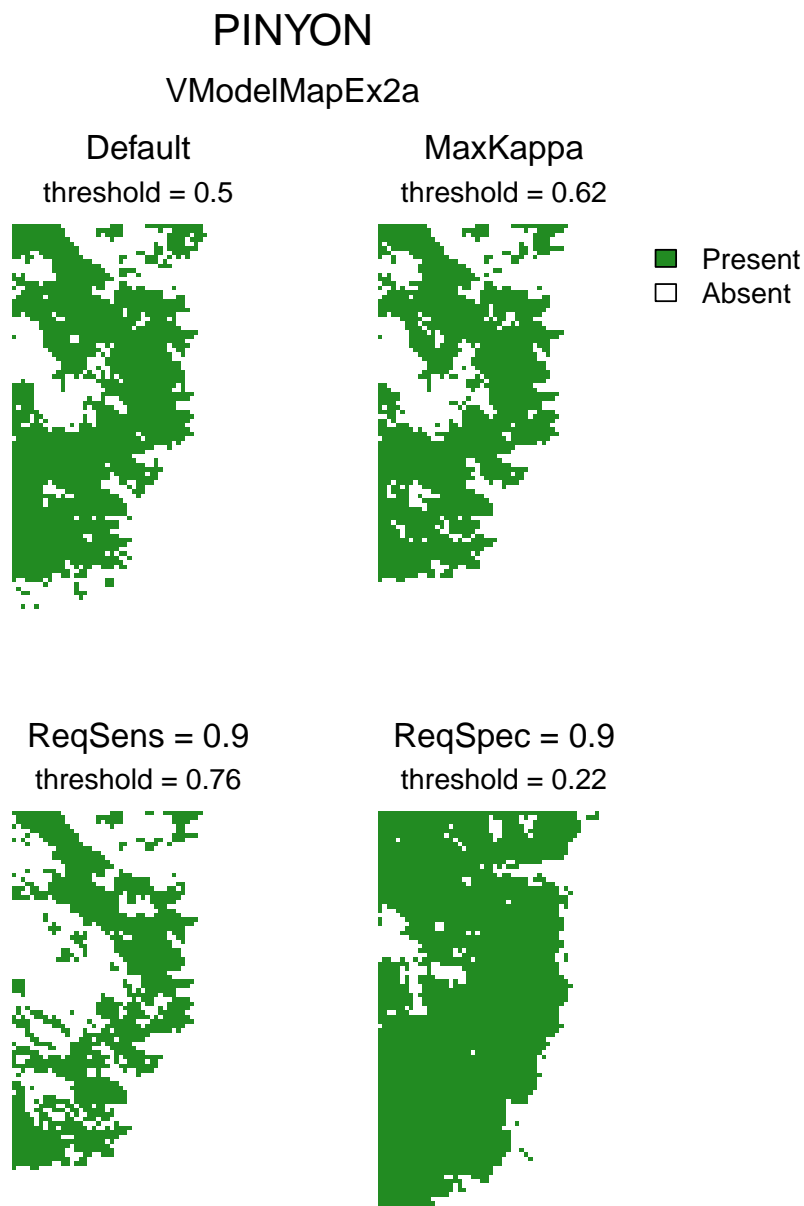 PINYON
VModelMapEx2a
Default
threshold = 0.5
MaxKappa
threshold = 0.62
Present
Absent
ReqSens = 0.9
threshold = 0.76
ReqSpec = 0.9
threshold = 0.22